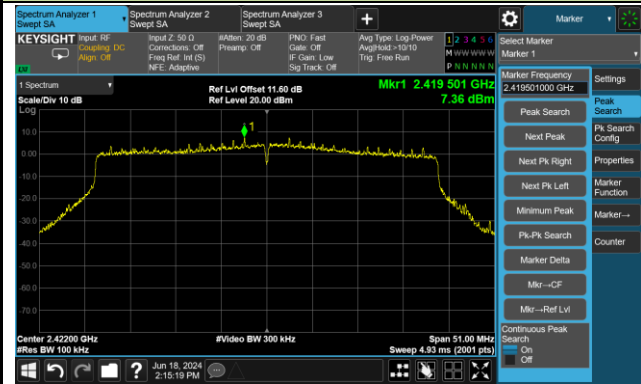 Spectrum Analyzer 1
Swept SA
Spectrum Analyzer 2
Swept SA
Spectrum Analyzer 3
Swept SA
+
Marker
KEYSIGHT
Input: RF
Coupling: DC
Align: Off
Input Z: 50 Ω
Corrections: Off
Freq Ref: Int (S)
NFE: Adaptive
#Atten: 20 dB
Preamp: Off
PNO: Fast
Gate: Off
IF Gain: Low
Sig Track: Off
Avg Type: Log-Power
Avg|Hold:>10/10
Trig: Free Run
1 2 3 4 5 6
M W W W W W
P N N N N N
Select Marker
Marker 1
1 Spectrum
Scale/Div 10 dB
Log
Ref Lvl Offset 11.60 dB
Ref Level 20.00 dBm
Mkr1 2.419 501 GHz
7.36 dBm
1
10.0
0.00
-10.0
-20.0
-30.0
-40.0
-50.0
-60.0
-70.0
Center 2.42200 GHz
#Res BW 100 kHz
#Video BW 300 kHz
Span 51.00 MHz
Sweep 4.93 ms (2001 pts)
Marker Frequency
2.419501000 GHz
Peak Search
Next Peak
Next Pk Right
Next Pk Left
Minimum Peak
Pk-Pk Search
Marker Delta
Mkr→CF
Mkr→Ref Lvl
Continuous Peak
Search
On
Off
Settings
Peak
Search
Pk Search
Config
Properties
Marker
Function
Marker→
Counter
?
Jun 18, 2024
2:15:19 PM